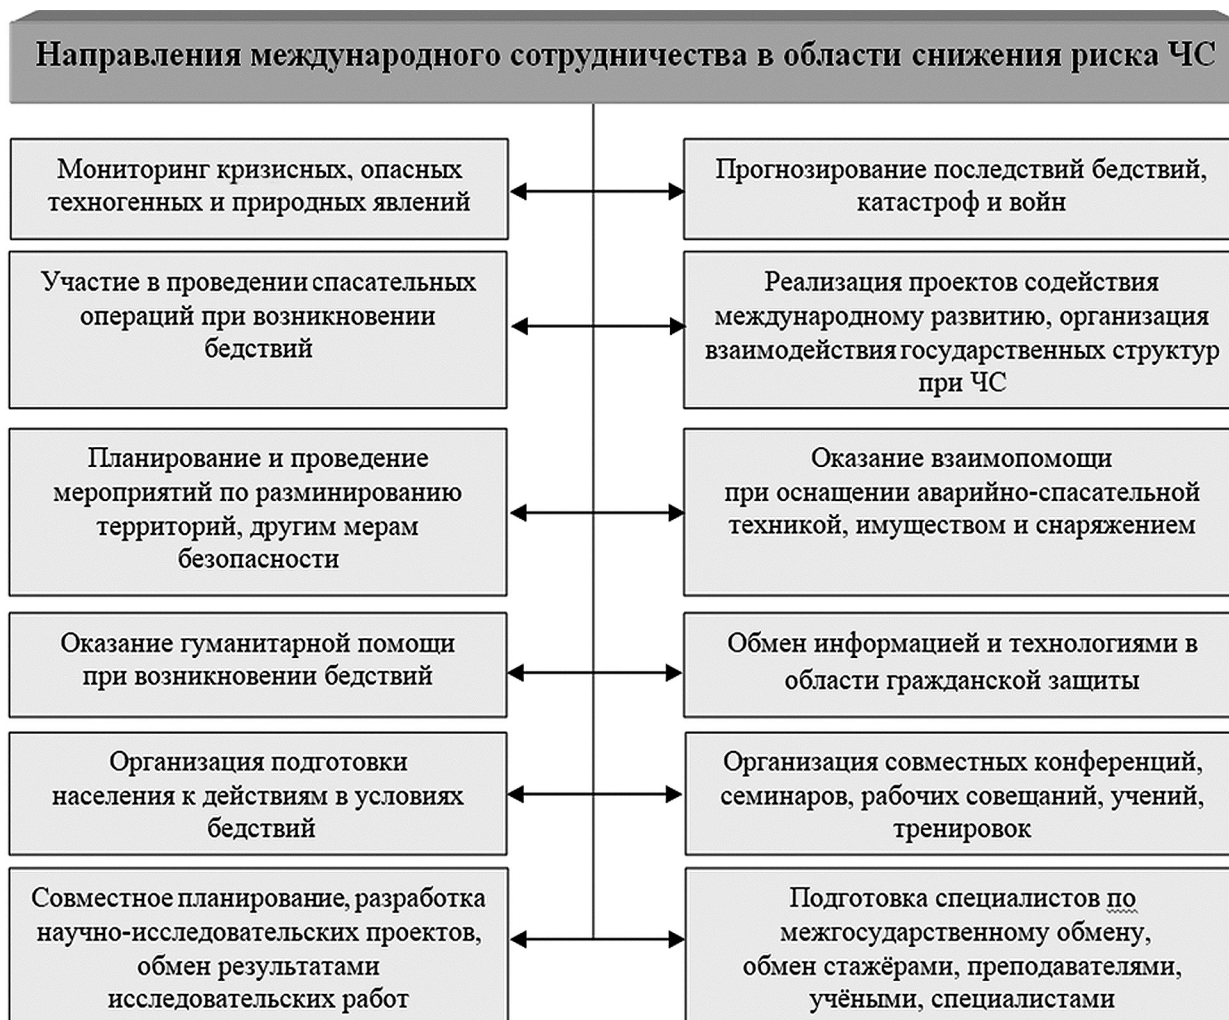 Направления международного сотрудничества в области снижения риска ЧС
Мониторинг кризисных, опасных
техногенных и природных явлений
Прогнозирование последствий бедствий,
катастроф и войн
Участие в проведении спасательных
операций при возникновении
бедствий
Реализация проектов содействия
международному развитию, организация
взаимодействия государственных структур
при ЧС
Планирование и проведение
мероприятий по разминированию
территорий, другим мерам
безопасности
Оказание взаимопомощи
при оснащении аварийно-спасательной
техникой, имуществом и снаряжением
Оказание гуманитарной помощи
при возникновении бедствий
Обмен информацией и технологиями в
области гражданской защиты
Организация подготовки
населения к действиям в условиях
бедствий
Организация совместных конференций,
семинаров, рабочих совещаний, учений,
тренировок
Совместное планирование, разработка
научно-исследовательских проектов,
обмен результатами
исследовательских работ
Подготовка специалистов по
межгосударственному обмену,
обмен стажёрами, преподавателями,
учёными, специалистами